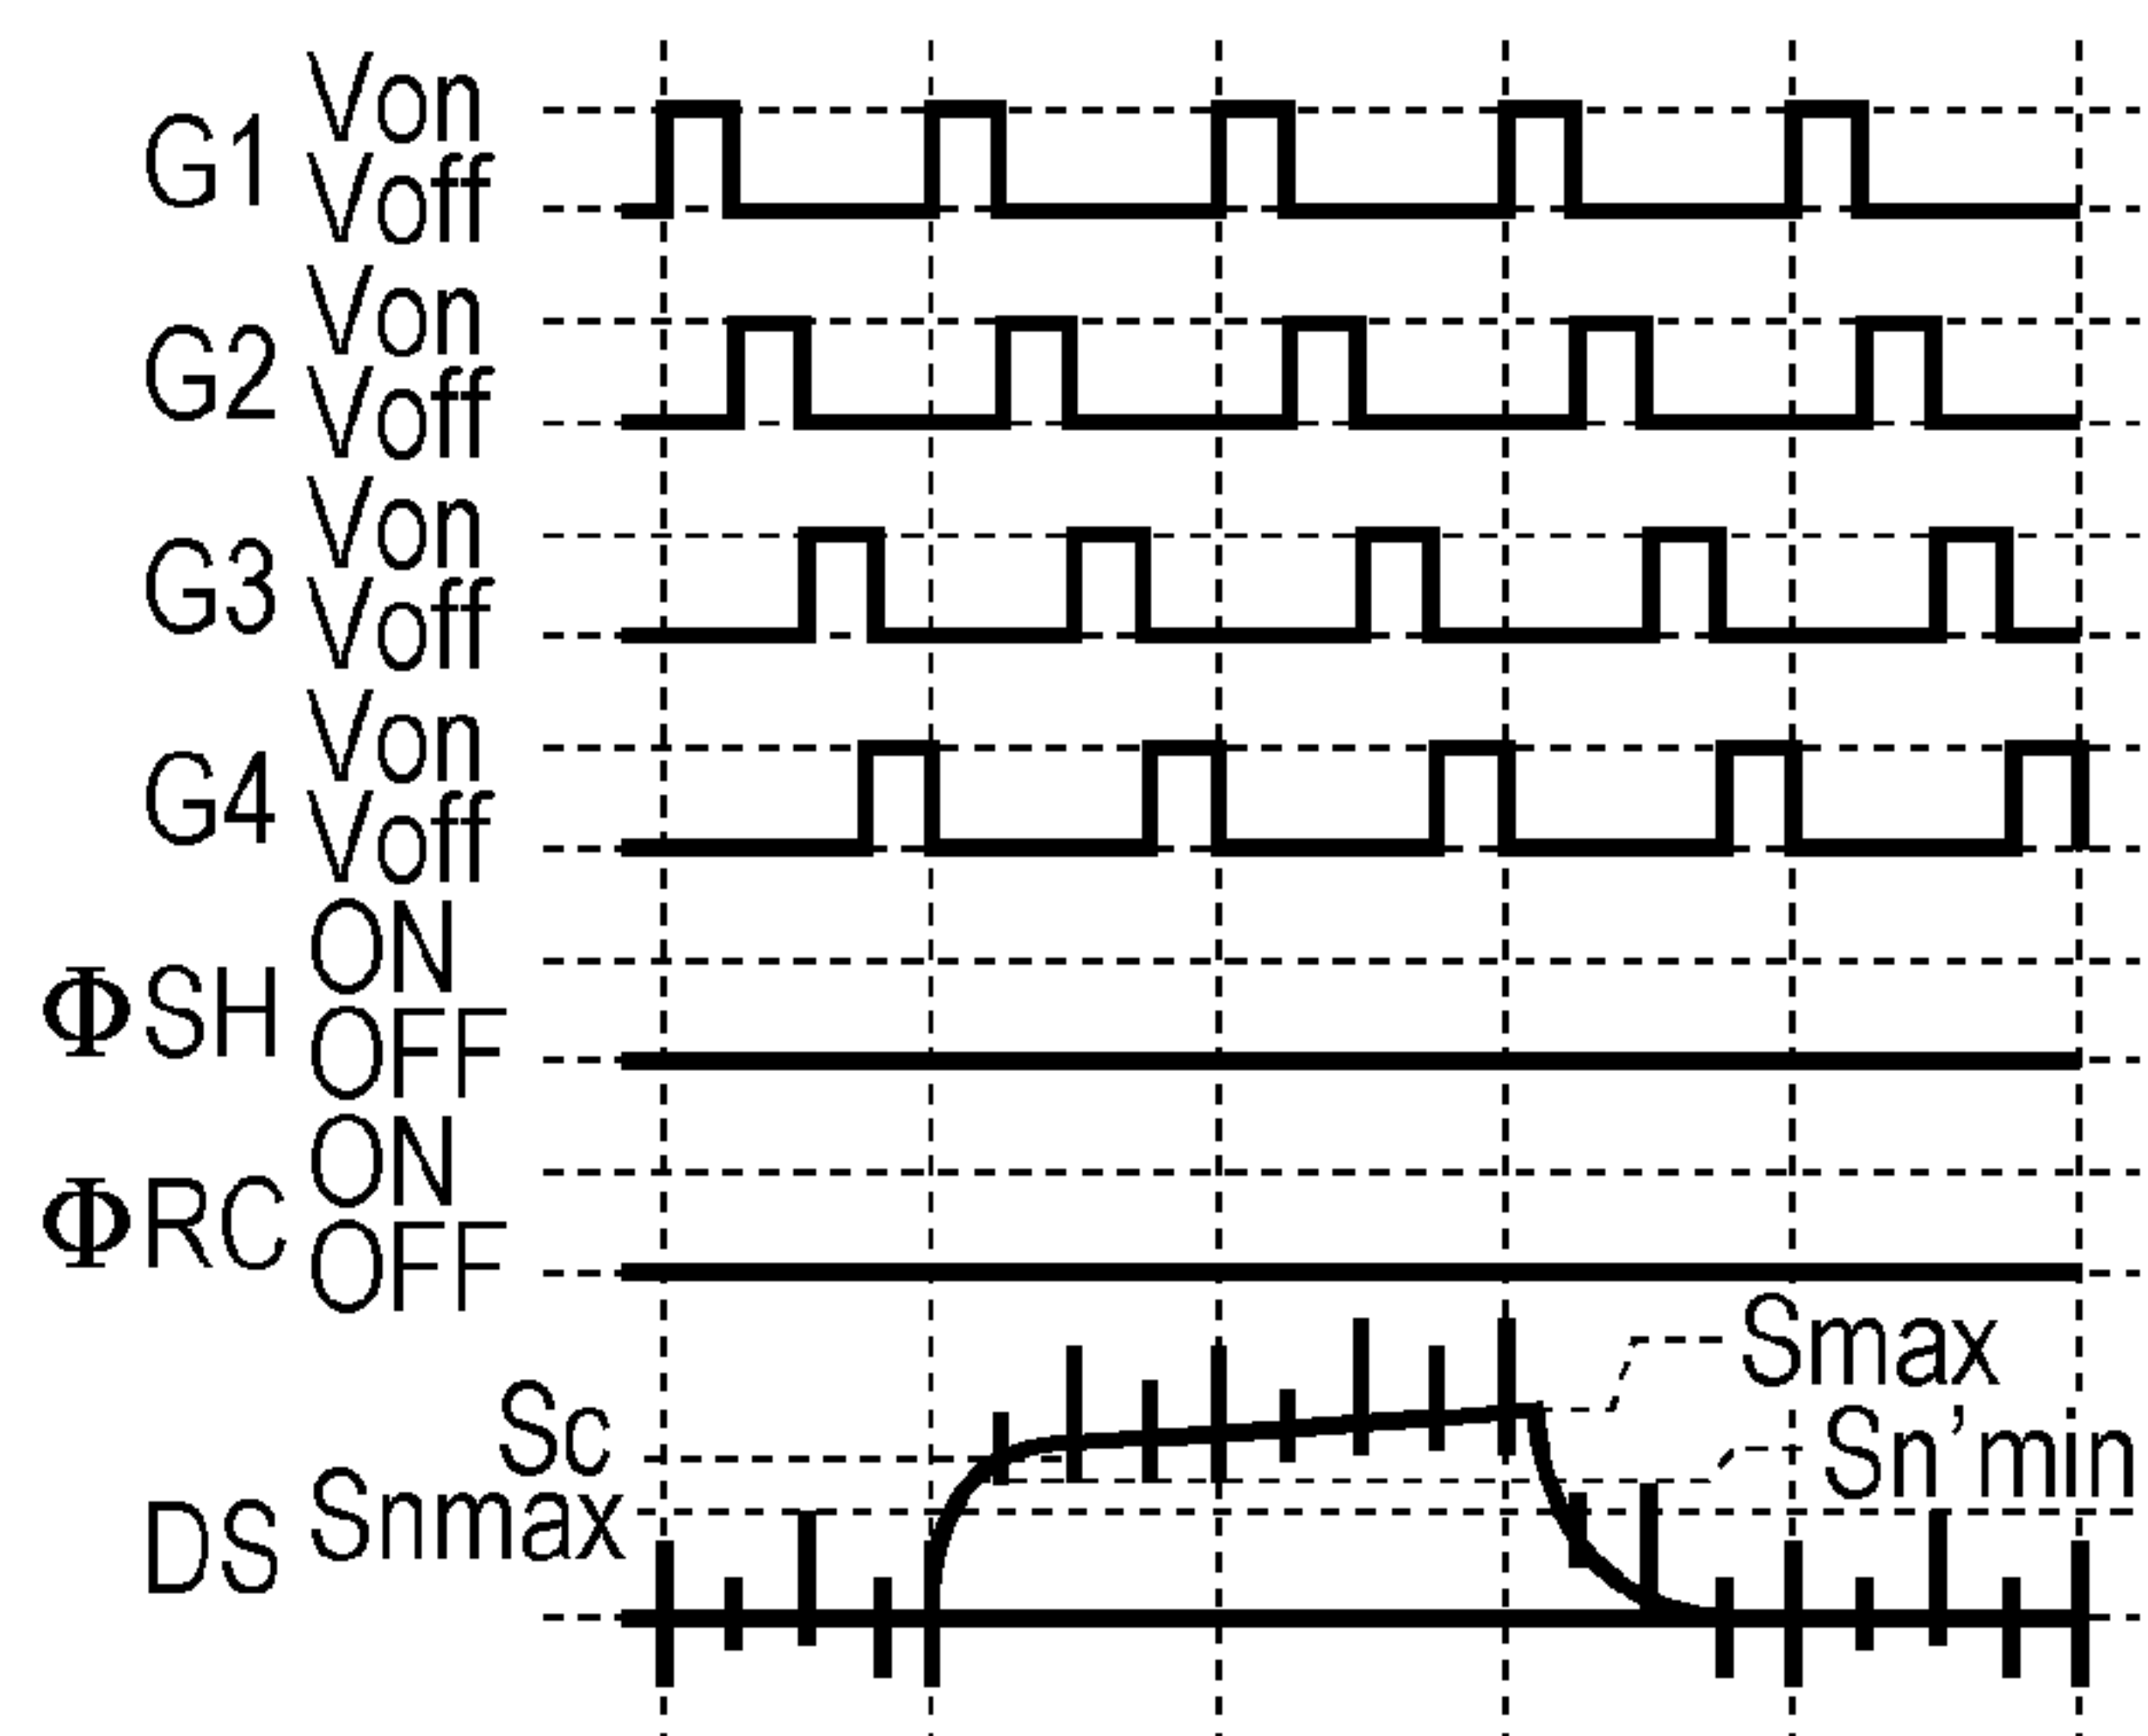 G1 Von
Voff
G2 Von
Voff
G3 Von
Voff
G4 Von
Voff
ΦSH ON
OFF
ΦRC ON
OFF
Smax
Sc
Sn'min
DS Snmax